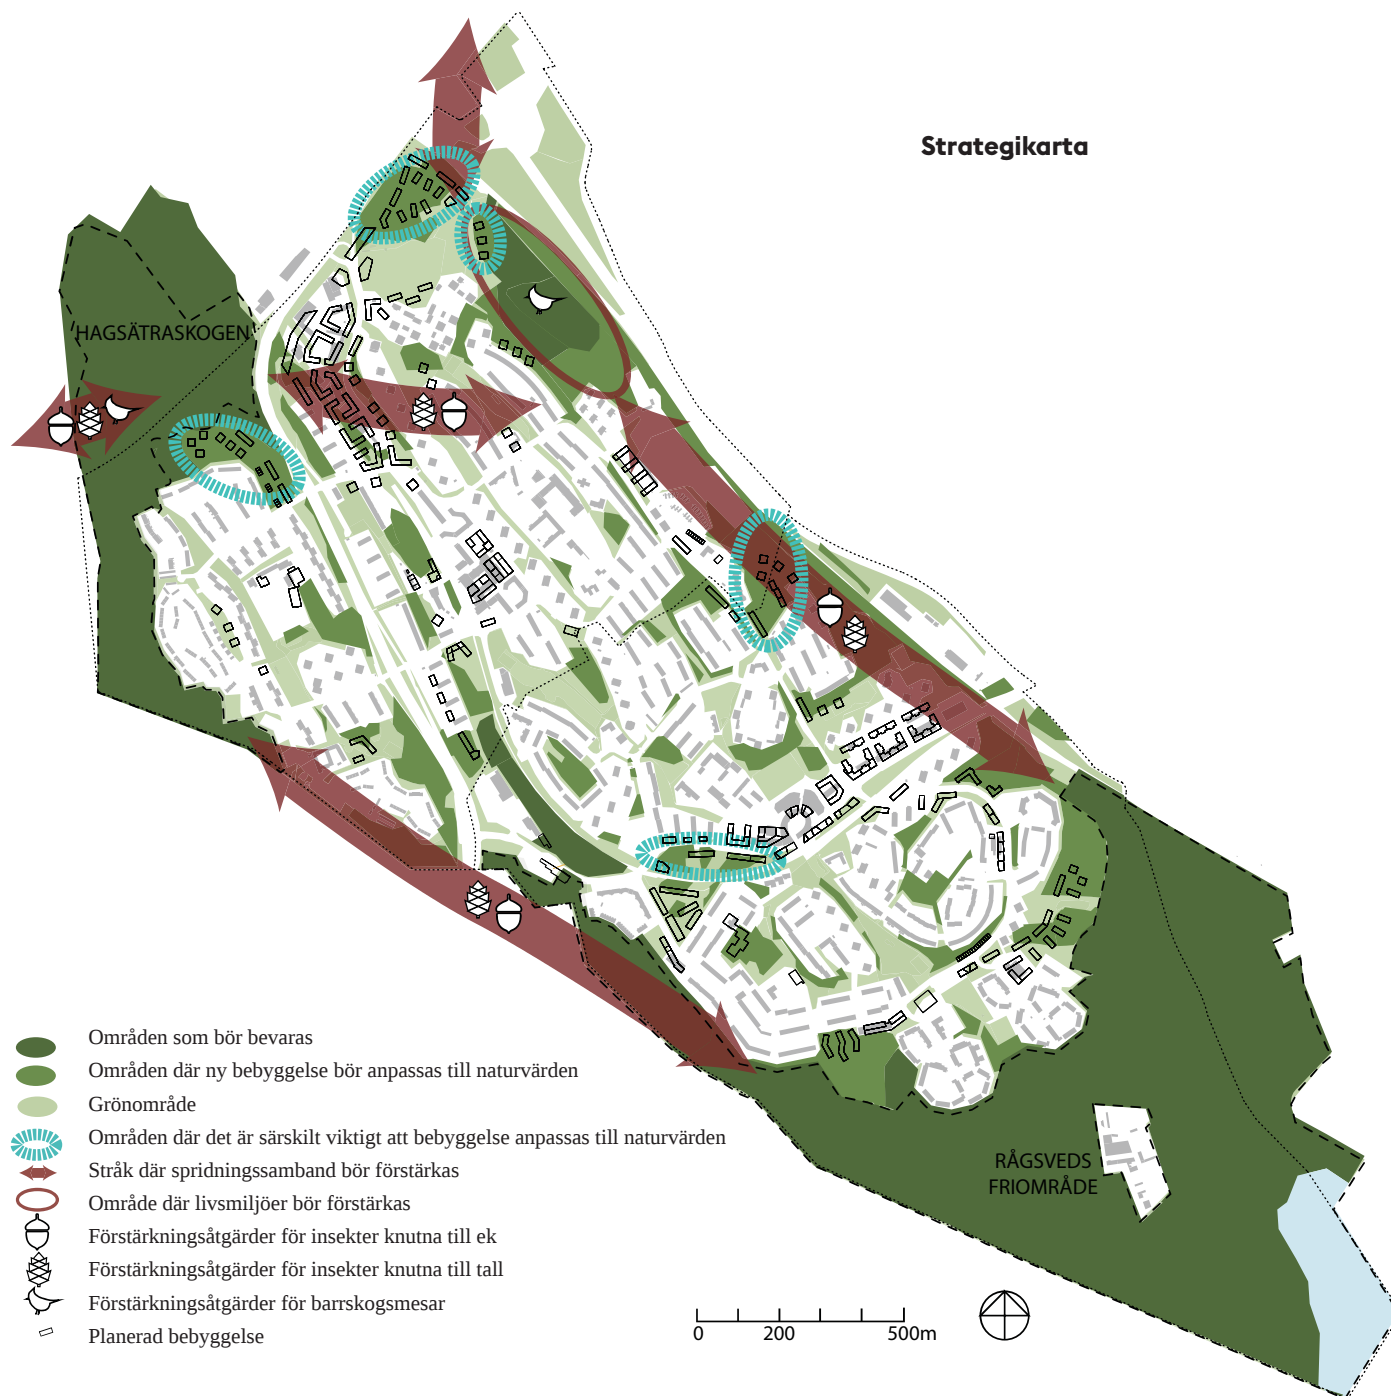 Strategikarta
HAGSÄTRASKOGEN
Områden som bör bevaras
Områden där ny bebyggelse bör anpassas till naturvärden
Grönområde
Områden där det är särskilt viktigt att bebyggelse anpassas till naturvärden
Stråk där spridningssamband bör förstärkas
Område där livsmiljöer bör förstärkas
Förstärkningsåtgärder för insekter knutna till ek
Förstärkningsåtgärder för insekter knutna till tall
Förstärkningsåtgärder för barrskogsmesar
Planerad bebyggelse
RÅGSVEDS
FRIOMRÅDE
0 200 500m